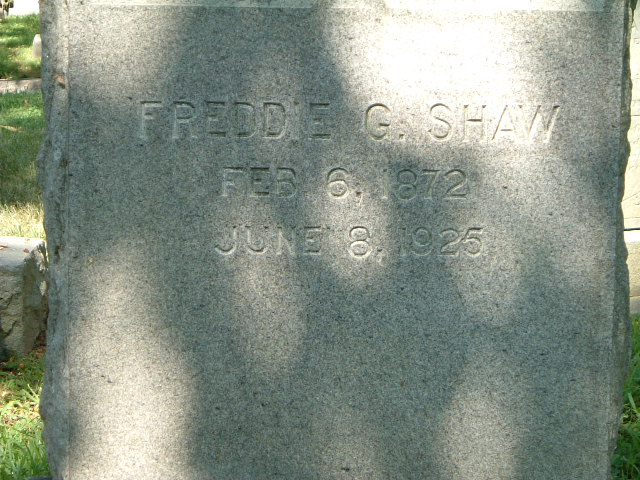 FREDDIE G. SHAW
FEB 6, 1872
JUNE 8, 1925